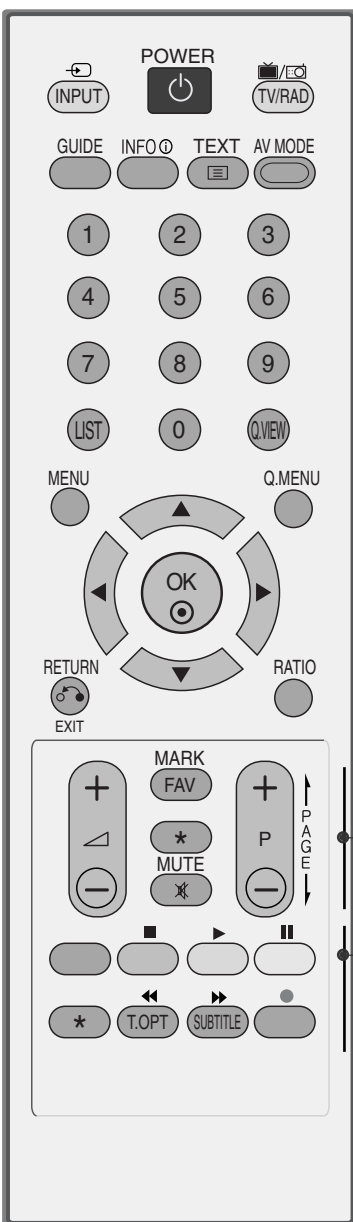 POWER
INPUT
TV/RAD
GUIDE INFO i TEXT AV MODE
1 2 3
4 5 6
7 8 9
LIST 0 Q.VIEW
MENU Q.MENU
OK
RETURN RATIO
EXIT
MARK
+ FAV +
* P PAGE
MUTE
* T.OPT SUBTITLE